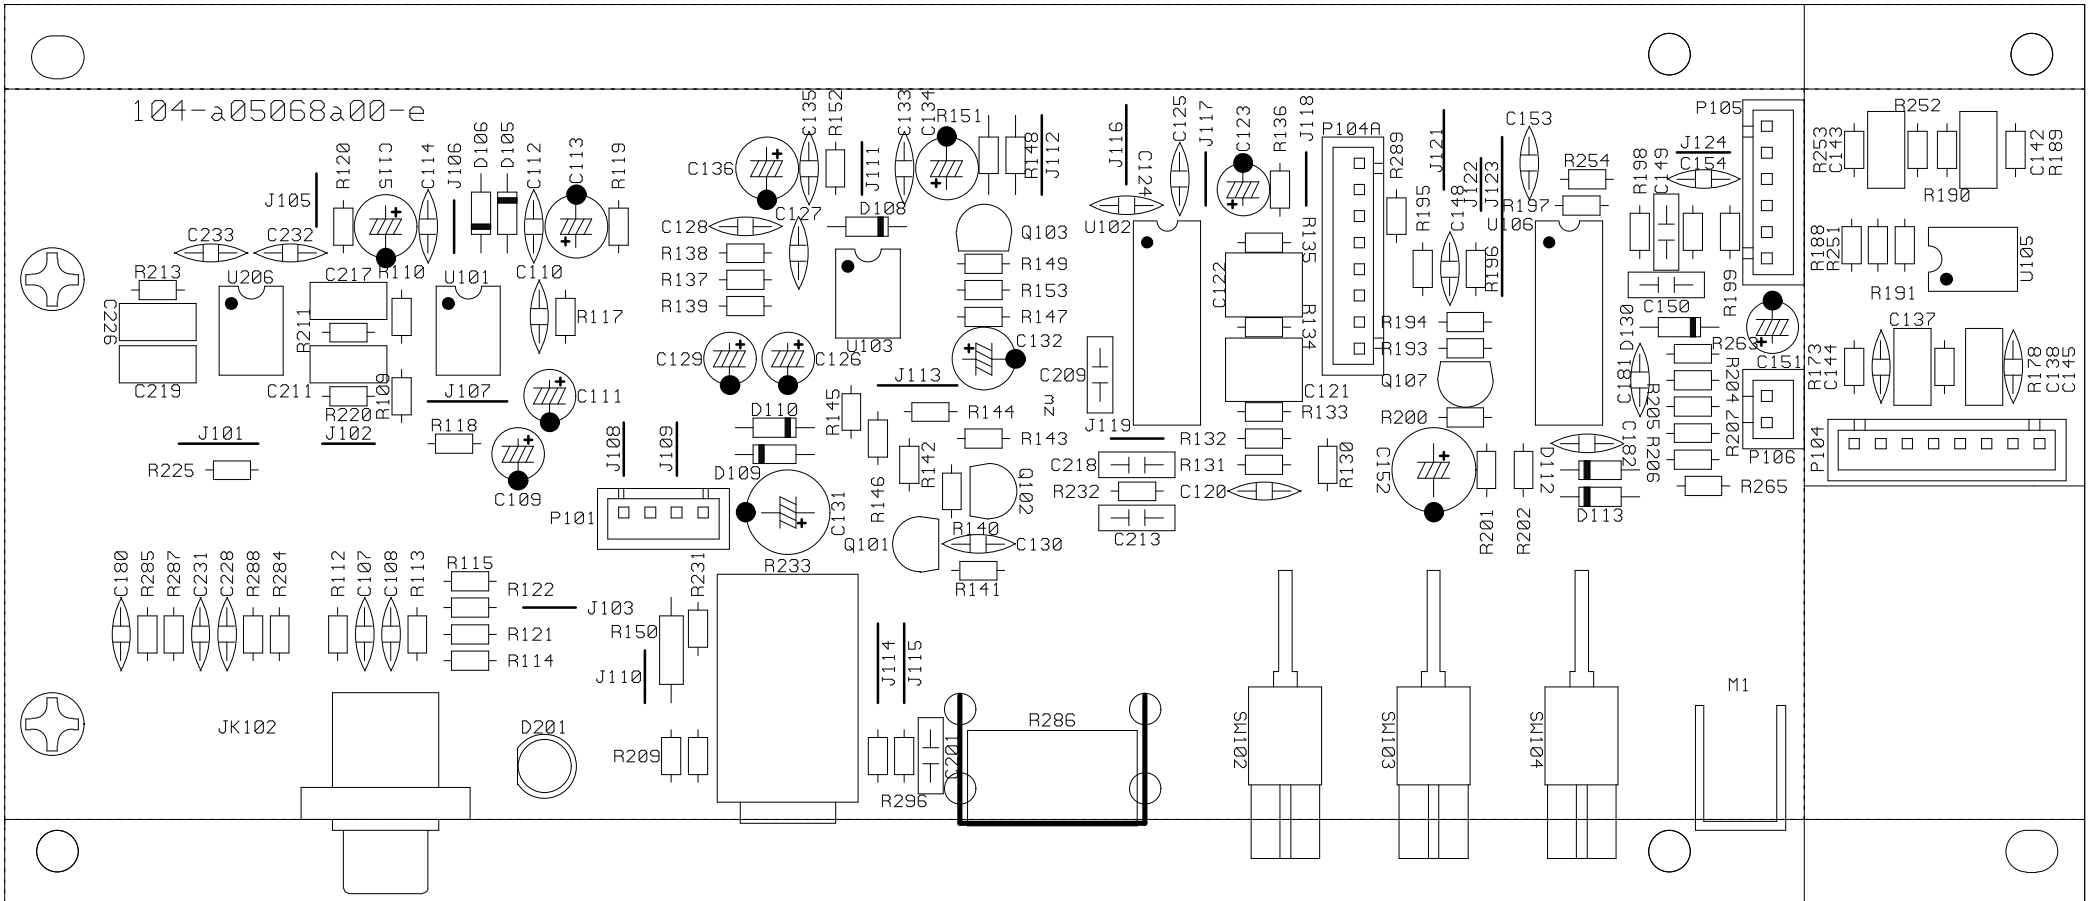 104-a05068a00-e
J105
R120
C115
C114
J106
D106
D105
C112
C113
R119
C136
C135
R152
J111
C133
C134
R151
R148
J112
J116
C124
C125
J117
C123
R136
J118
P104A
R289
J121
J122
J123
C153
R254
R197
R198
C149
J124
C154
P105
R252
R253
C143
C142
R189
R190
C233
C232
C128
C127
D108
Q103
U102
R135
R195
C148
R196
U106
R188
R251
U105
R191
R213
U206
C217
R110
U101
C110
R138
R137
R139
R149
R153
R147
C122
R134
R194
R193
C150
R169
D130
C226
R211
R117
C129
C126
U103
C132
C209
mz
C121
Q107
R200
C181
R263
C151
R173
C144
C137
R178
C138
C145
C219
C211
R220
R109
J107
C111
J113
R145
D110
R144
R143
J119
R133
R132
R131
R130
R205
R204
R207
R206
P106
P104
J101
J102
R118
R225
C109
J108
J109
D109
R146
R142
Q102
C218
R232
C120
C213
C152
R201
R202
D112
C182
D113
R265
P101
C131
Q101
R140
C130
R141
C180
R285
R287
C231
C228
R288
R284
R112
C107
C108
R113
R115
R122
R121
R114
J103
R150
R231
R233
J110
J114
J115
JK102
D201
R209
R296
C201
R286
SW102
SW103
SW104
M1